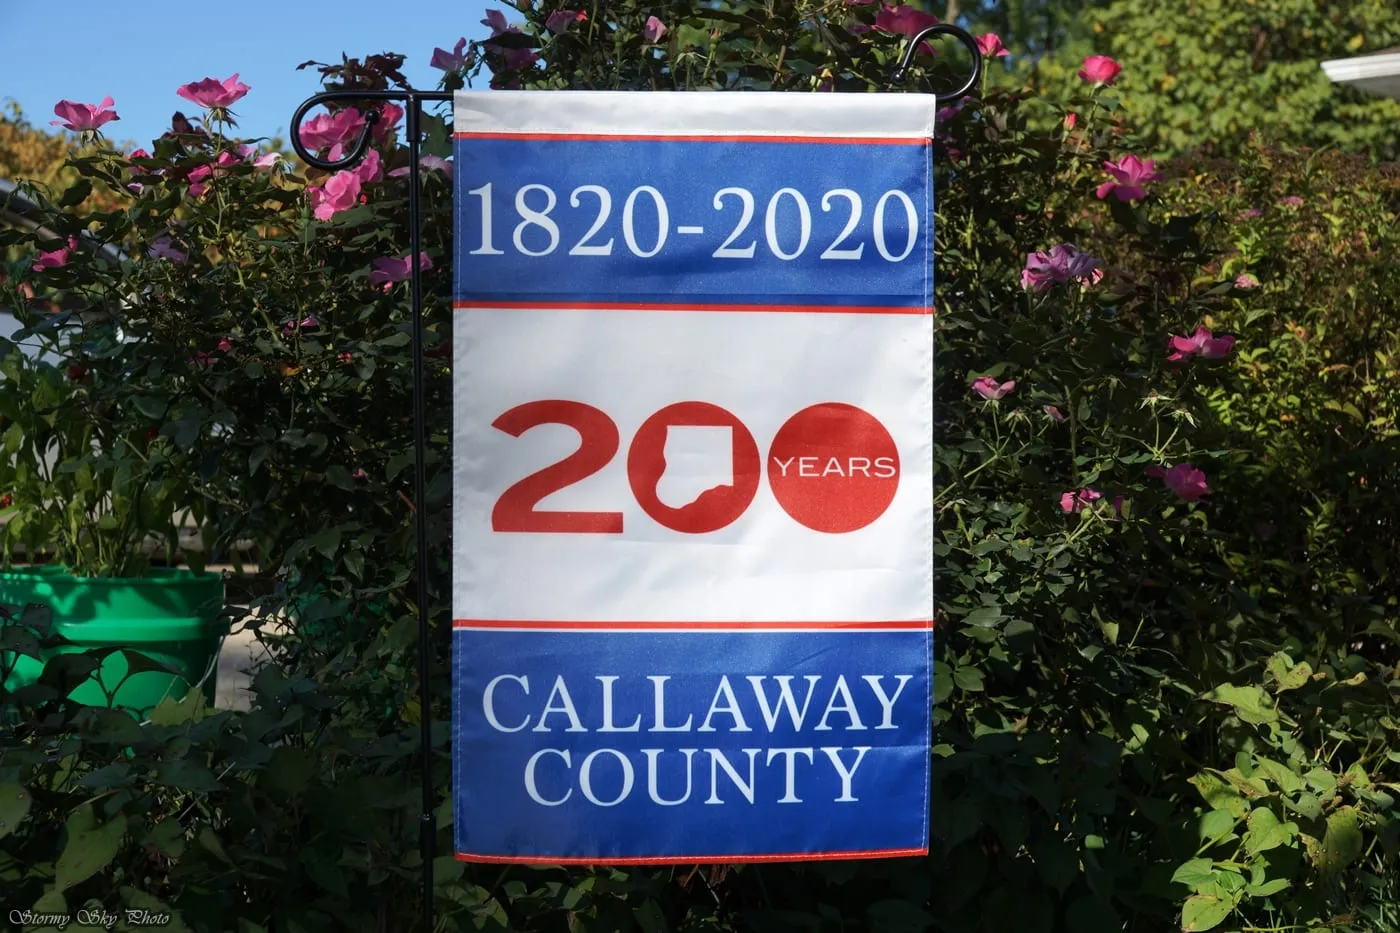 1820-2020
200
YEARS
CALLAWAY
COUNTY
Stormy Sky Photo